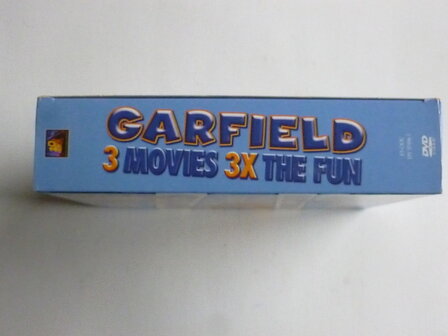 GARFIELD
3 MOVIES 3X THE FUN
DVD